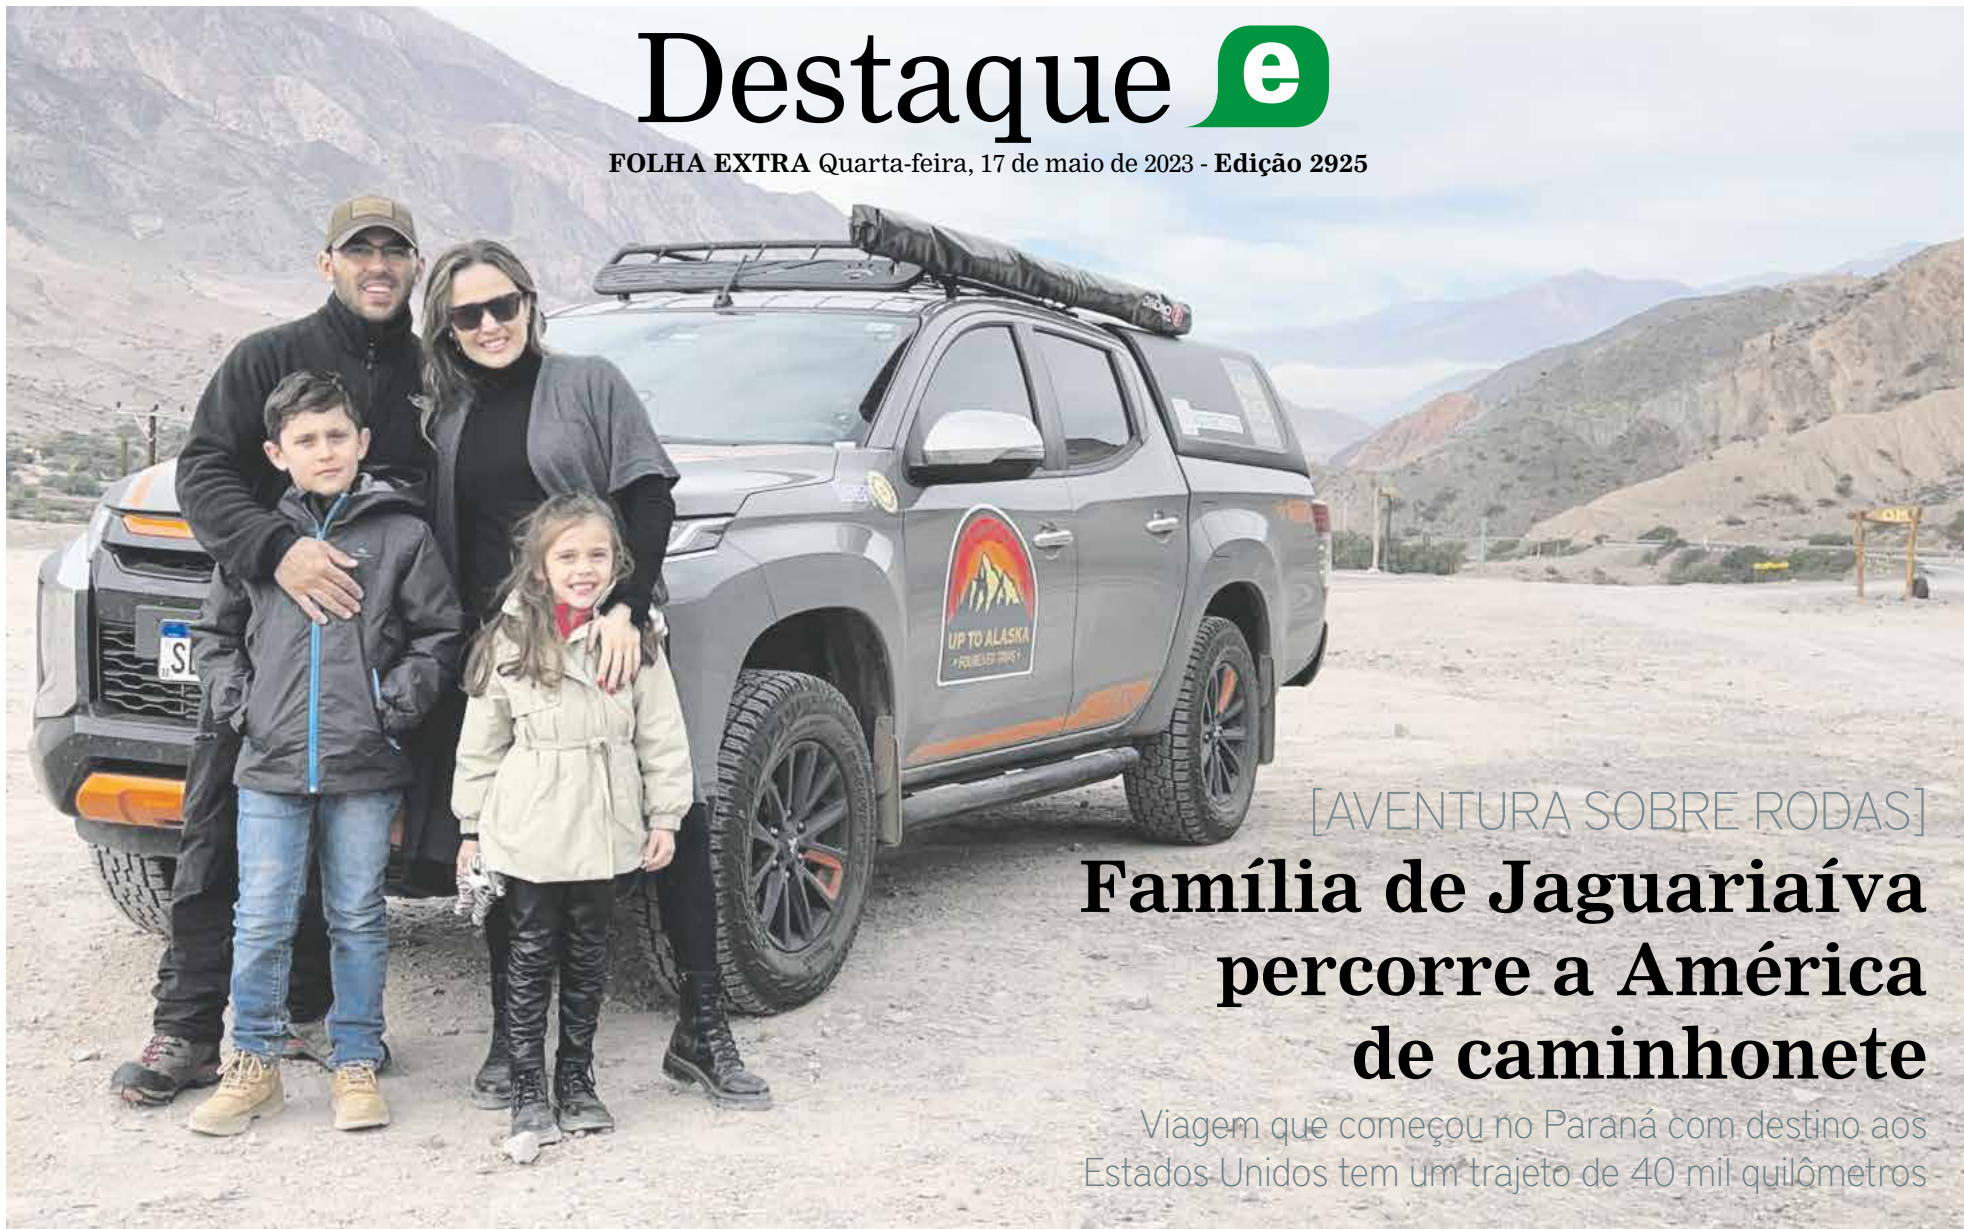 Destaque e
FOLHA EXTRA Quarta-feira, 17 de maio de 2023 - Edição 2925
UP TO ALASKA
[AVENTURA SOBRE RODAS]
Família de Jaguariaíva
percorre a América
de caminhonete
Viagem que começou no Paraná com destino aos
Estados Unidos tem um trajeto de 40 mil quilômetros